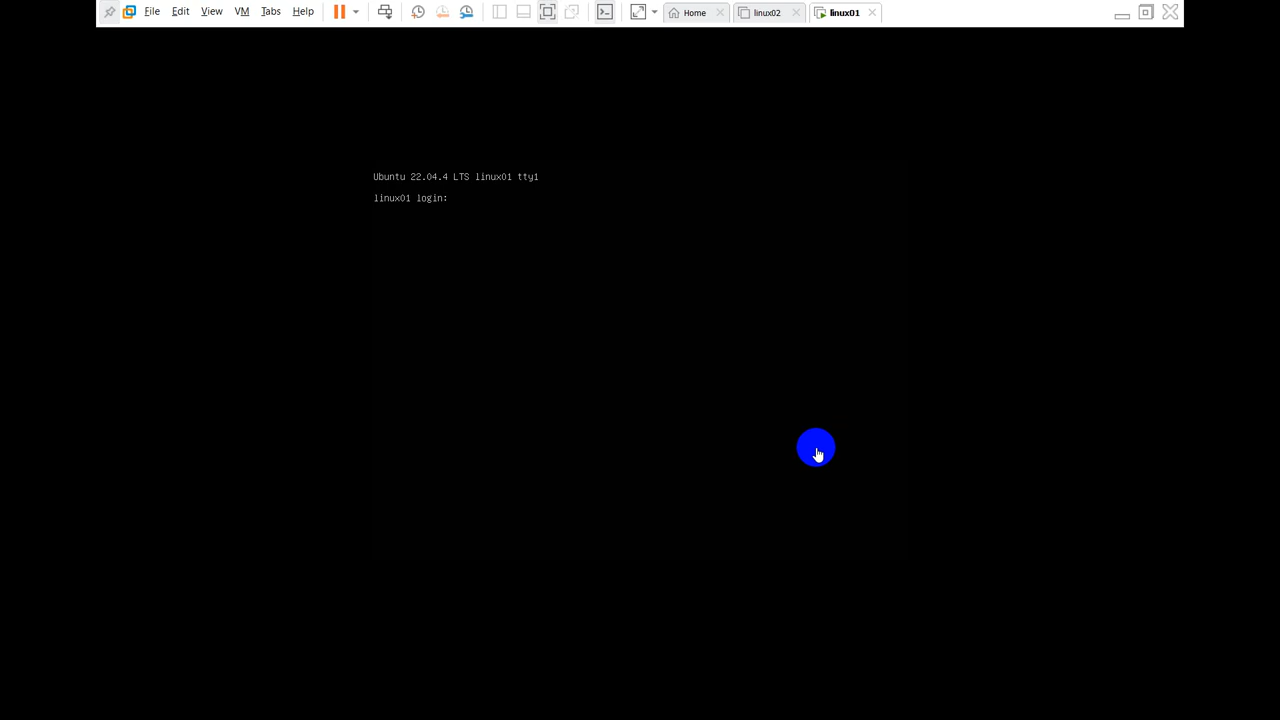 File Edit View VM Tabs Help Home linux02 linux01
Ubuntu 22.04.4 LTS linux01 tty1
linux01 login: